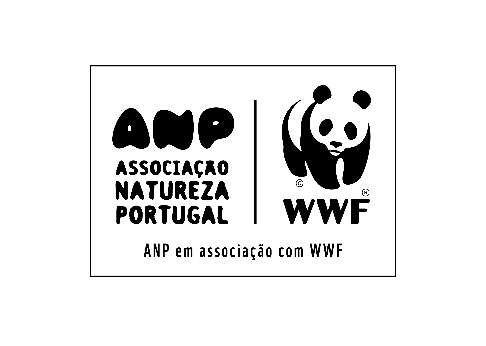 ANP
ASSOCIAÇÃO
NATUREZA
PORTUGAL
©
®
WWF
ANP em associação com WWF